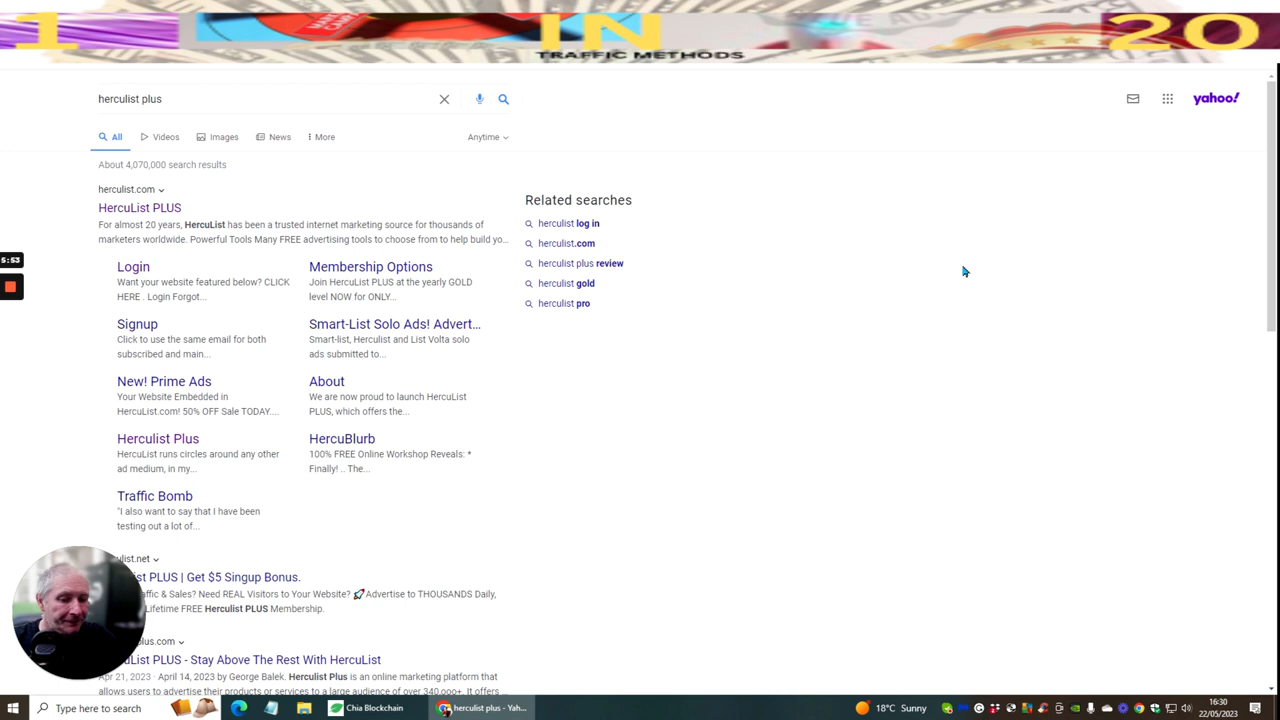 1 IN 20
TRAFFIC METHODS
herculist plus
yahoo!
All
Videos
Images
News
More
Anytime
About 4,070,000 search results
herculist.com
HercuList PLUS
For almost 20 years, HercuList has been a trusted internet marketing source for thousands of
marketers worldwide. Powerful Tools Many FREE advertising tools to choose from to help build yo...
Login
Want your website featured below? CLICK
HERE . Login Forgot...
Membership Options
Join HercuList PLUS at the yearly GOLD
level NOW for ONLY...
Signup
Click to use the same email for both
subscribed and main...
Smart-List Solo Ads! Advert...
Smart-list, Herculist and List Volta solo
ads submitted to...
New! Prime Ads
Your Website Embedded in
HercuList.com! 50% OFF Sale TODAY....
About
We are now proud to launch HercuList
PLUS, which offers the...
Herculist Plus
HercuList runs circles around any other
ad medium, in my...
HercuBlurb
100% FREE Online Workshop Reveals: *
Finally! .. The...
Traffic Bomb
"I also want to say that I have been
testing out a lot of...
Related searches
herculist log in
herculist.com
herculist plus review
herculist gold
herculist pro
5:53
PLUS | Get $5 Singup Bonus.
& Sales? Need REAL Visitors to Your Website? 🚀Advertise to THOUSANDS Daily,
Lifetime FREE Herculist PLUS Membership.
PLUS - Stay Above The Rest With HercuList
Apr 21, 2023 · April 14, 2023 by George Balek. Herculist Plus is an online marketing platform that
allows users to advertise their products or services to a large audience of over 340,000+. It offers
Type here to search
Chia Blockchain
herculist plus - Yah...
18°C Sunny
16:30
22/05/2023